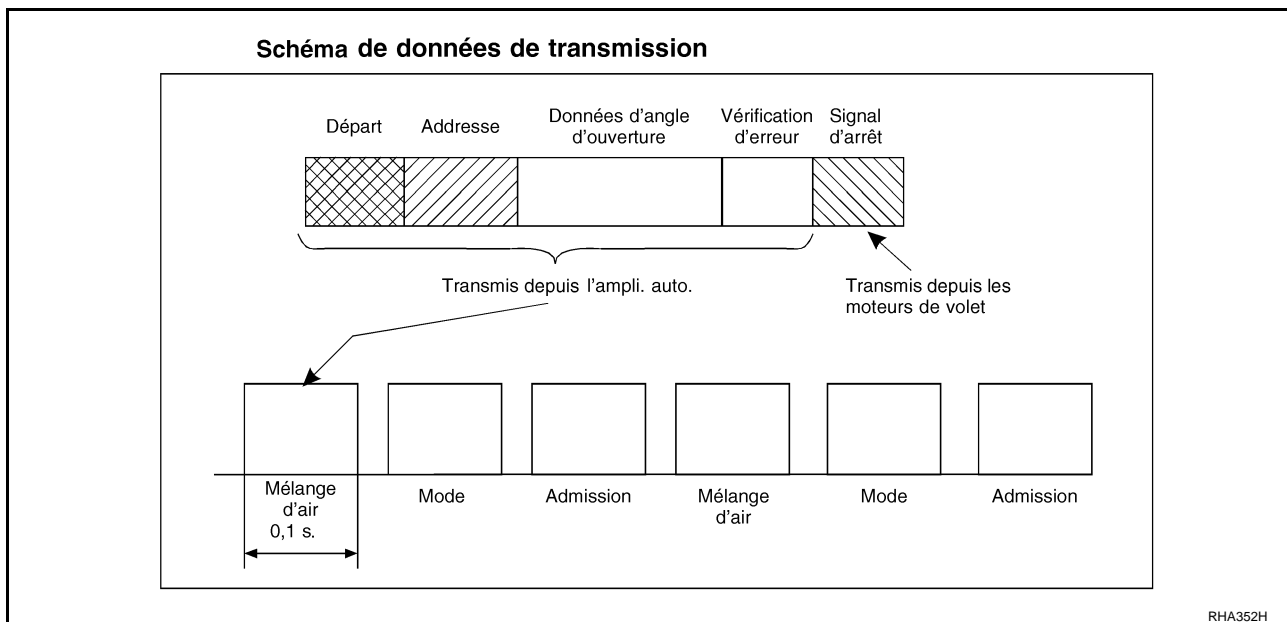 Schéma de données de transmission
Départ
Addresse
Données d'angle
d'ouverture
Vérification
d'erreur
Signal
d'arrêt
Transmis depuis l'ampli. auto.
Transmis depuis les
moteurs de volet
Mélange
d'air
0,1 s.
Mode
Admission
Mélange
d'air
Mode
Admission
RHA352H